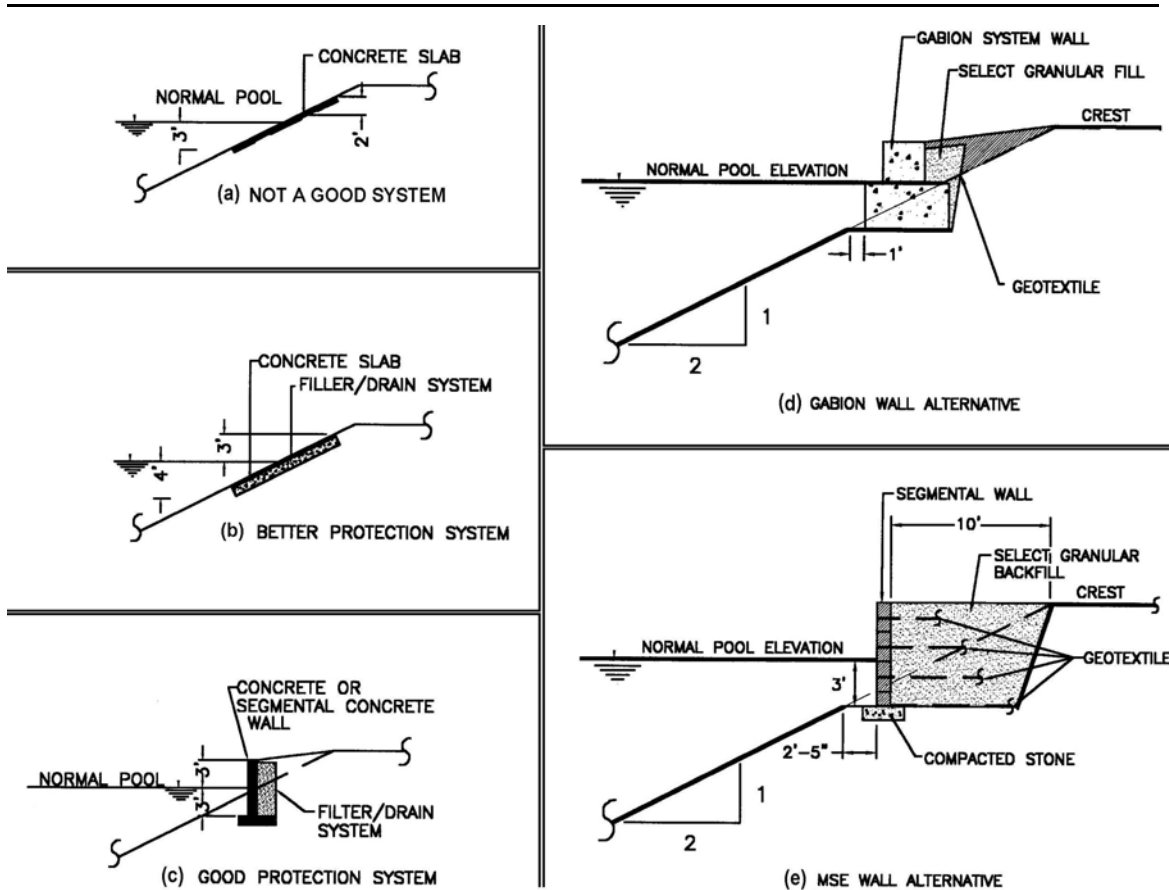 CONCRETE SLAB
NORMAL POOL
3'
2'
(a) NOT A GOOD SYSTEM
CONCRETE SLAB
FILLER/DRAIN SYSTEM
3'
4'
(b) BETTER PROTECTION SYSTEM
CONCRETE OR
SEGMENTAL CONCRETE
WALL
NORMAL POOL
3'
3'
FILTER/DRAIN
SYSTEM
(c) GOOD PROTECTION SYSTEM
GABION SYSTEM WALL
SELECT GRANULAR FILL
CREST
NORMAL POOL ELEVATION
1'
GEOTEXTILE
1
2
(d) GABION WALL ALTERNATIVE
SEGMENTAL WALL
10'
SELECT GRANULAR
BACKFILL
CREST
NORMAL POOL ELEVATION
GEOTEXTILE
3'
2'-5"
COMPACTED STONE
1
2
(e) MSE WALL ALTERNATIVE